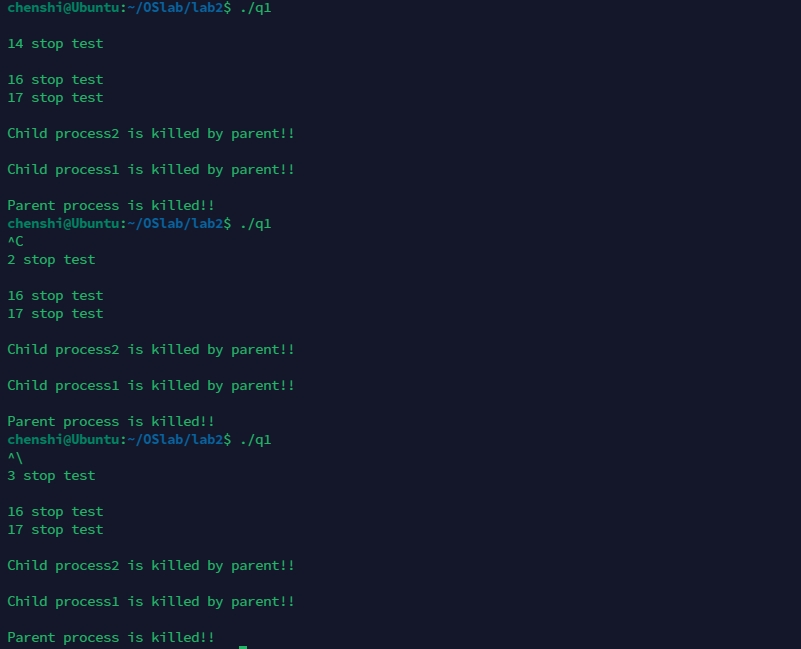 chenshi@Ubuntu:~/OSlab/lab2$ ./q1
14 stop test
16 stop test
17 stop test
Child process2 is killed by parent!!
Child process1 is killed by parent!!
Parent process is killed!!
chenshi@Ubuntu:~/OSlab/lab2$ ./q1
^C
2 stop test
16 stop test
17 stop test
Child process2 is killed by parent!!
Child process1 is killed by parent!!
Parent process is killed!!
chenshi@Ubuntu:~/OSlab/lab2$ ./q1
^\
3 stop test
16 stop test
17 stop test
Child process2 is killed by parent!!
Child process1 is killed by parent!!
Parent process is killed!!